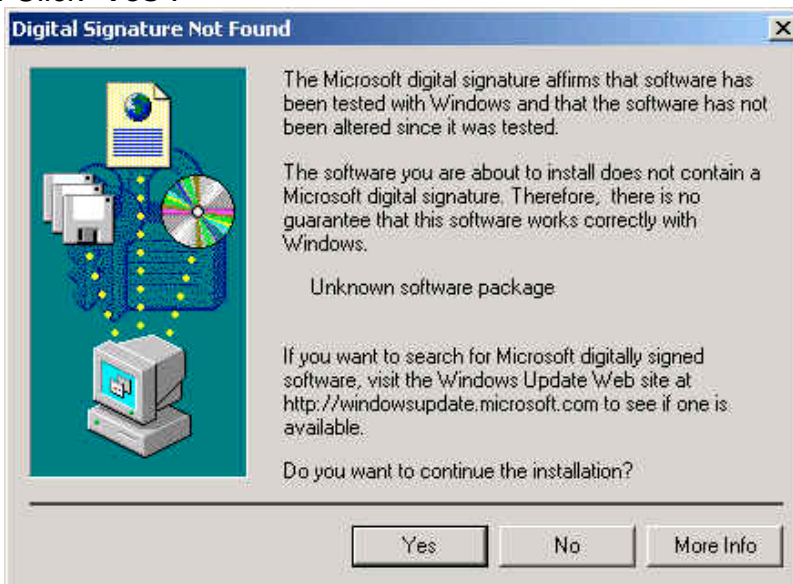 Digital Signature Not Found
The Microsoft digital signature affirms that software has
been tested with Windows and that the software has not
been altered since it was tested.
The software you are about to install does not contain a
Microsoft digital signature. Therefore, there is no
guarantee that this software works correctly with
Windows.
Unknown software package
If you want to search for Microsoft digitally signed
software, visit the Windows Update Web site at
http://windowsupdate.microsoft.com to see if one is
available.
Do you want to continue the installation?
Yes No More Info